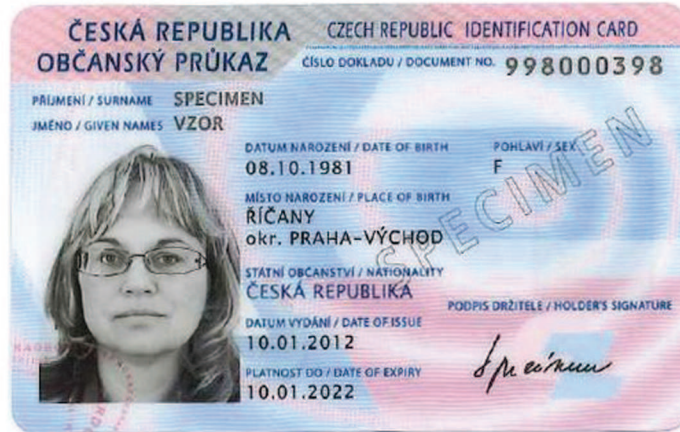 ČESKÁ REPUBLIKA CZECH REPUBLIC IDENTIFICATION CARD
OBČANSKÝ PRŮKAZ ČÍSLO DOKLADU / DOCUMENT NO. 998000398
PŘÍJMENÍ / SURNAME SPECIMEN
JMÉNO / GIVEN NAMES VZOR
DATUM NAROZENÍ / DATE OF BIRTH POHLAVÍ / SEX
08.10.1981 F
MÍSTO NAROZENÍ / PLACE OF BIRTH
ŘÍČANY
okr. PRAHA-VÝCHOD
SPECIMEN
STÁTNÍ OBČANSTVÍ / NATIONALITY
ČESKÁ REPUBLIKA
PODPIS DRŽITELE / HOLDER'S SIGNATURE
DATUM VYDÁNÍ / DATE OF ISSUE
10.01.2012
Specimen
PLATNOST DO / DATE OF EXPIRY
10.01.2022